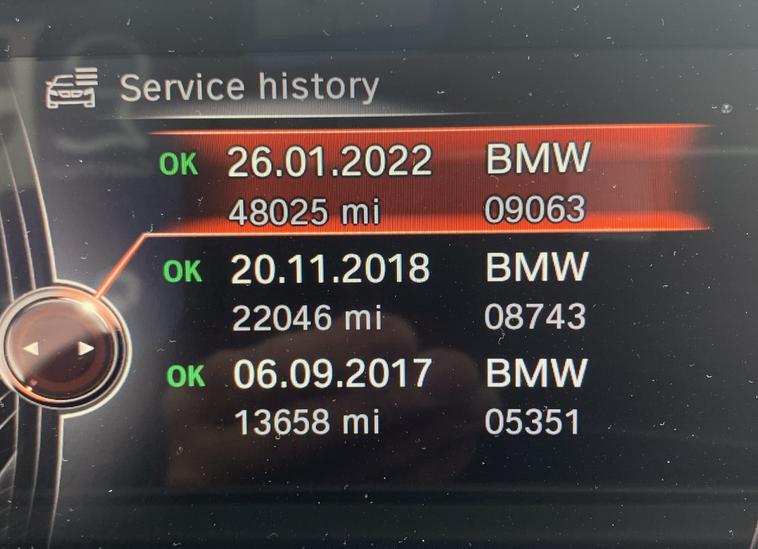 Service history
OK 26.01.2022 BMW
48025 mi 09063
OK 20.11.2018 BMW
22046 mi 08743
OK 06.09.2017 BMW
13658 mi 05351